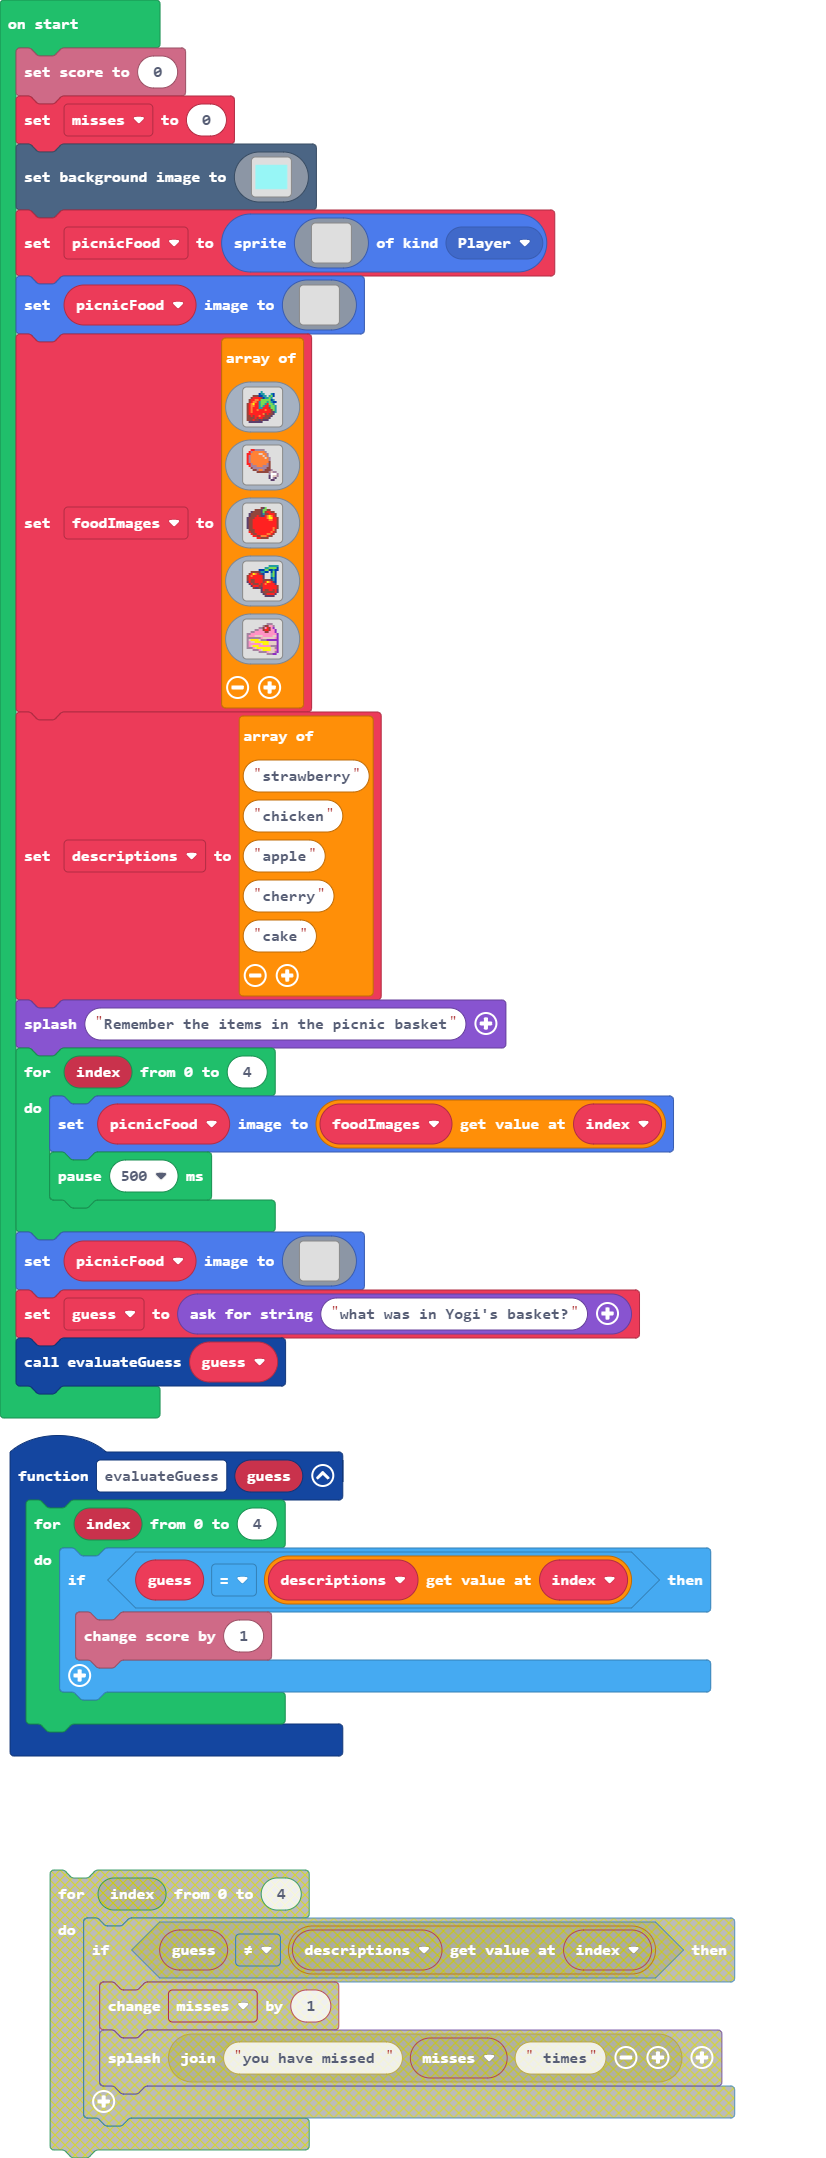 on start
set score to 0
set misses to 0
set background image to
set picnicFood to sprite of kind Player
set picnicFood image to
array of
set foodImages to
array of
"strawberry"
"chicken"
"apple"
set descriptions to
"cherry"
"cake"
splash "Remember the items in the picnic basket"
for index from 0 to 4
do
set picnicFood image to foodImages get value at index
pause 500 ms
set picnicFood image to
set guess to ask for string "what was in Yogi's basket?"
call evaluateGuess guess
function evaluateGuess guess
for index from 0 to 4
do
if guess = descriptions get value at index then
change score by 1
for index from 0 to 4
do
if guess ≠ descriptions get value at index then
change misses by 1
splash join "you have missed " misses " times"